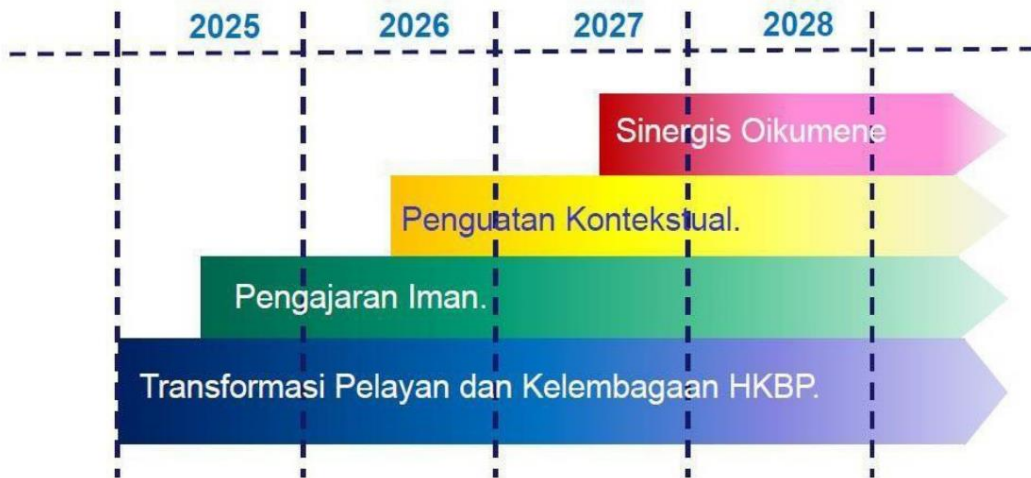 2025 2026 2027 2028
Sinergis Oikumene
Penguatan Kontekstual.
Pengajaran Iman.
Transformasi Pelayan dan Kelembagaan HKBP.